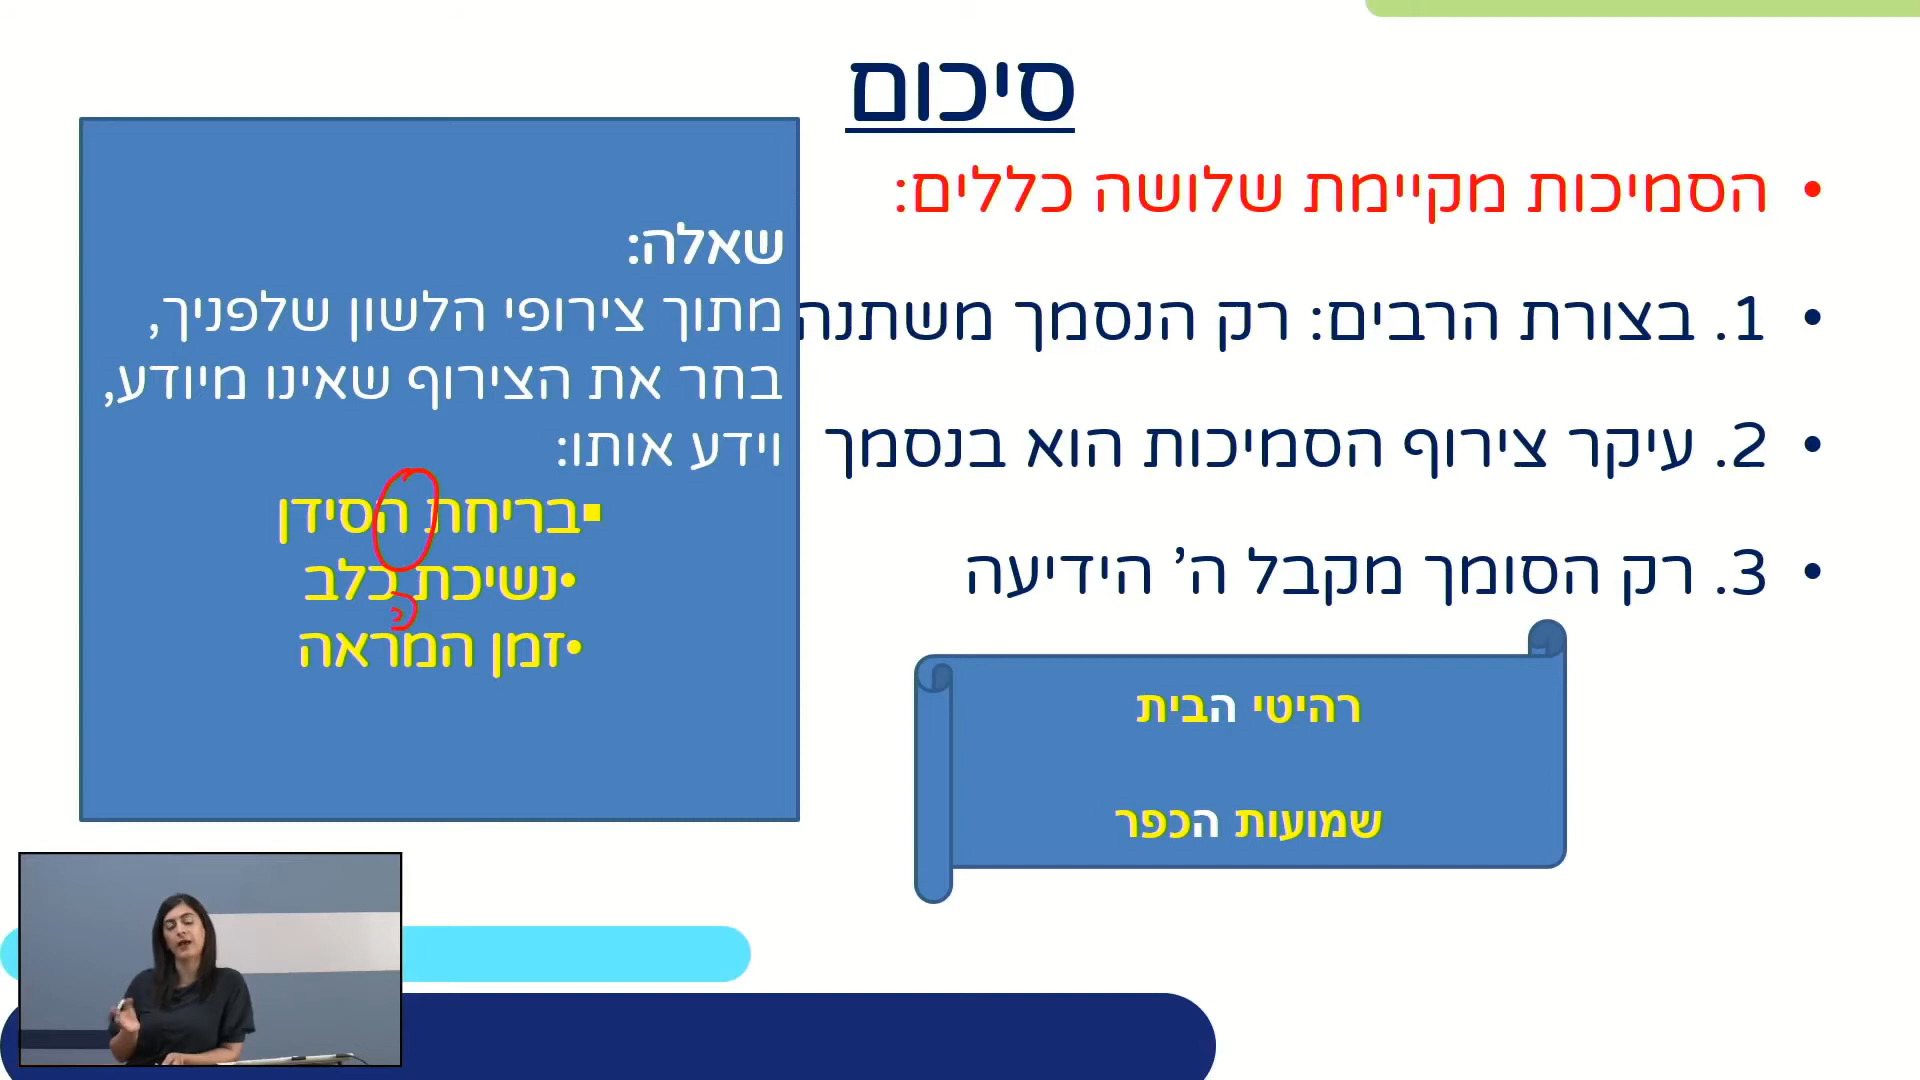 סיכום
• הסמיכות מקיימת שלושה כללים:
• 1. בצורת הרבים: רק הנסמך משתנה
• 2. עיקר צירוף הסמיכות הוא בנסמך
• 3. רק הסומך מקבל ה' הידיעה
רהיטי הבית
שמועות הכפר
שאלה:
מתוך צירופי הלשון שלפניך,
בחר את הצירוף שאינו מיודע,
וידע אותו:
▪בריחת הסידן
•נשיכת כלב
•זמן המראה